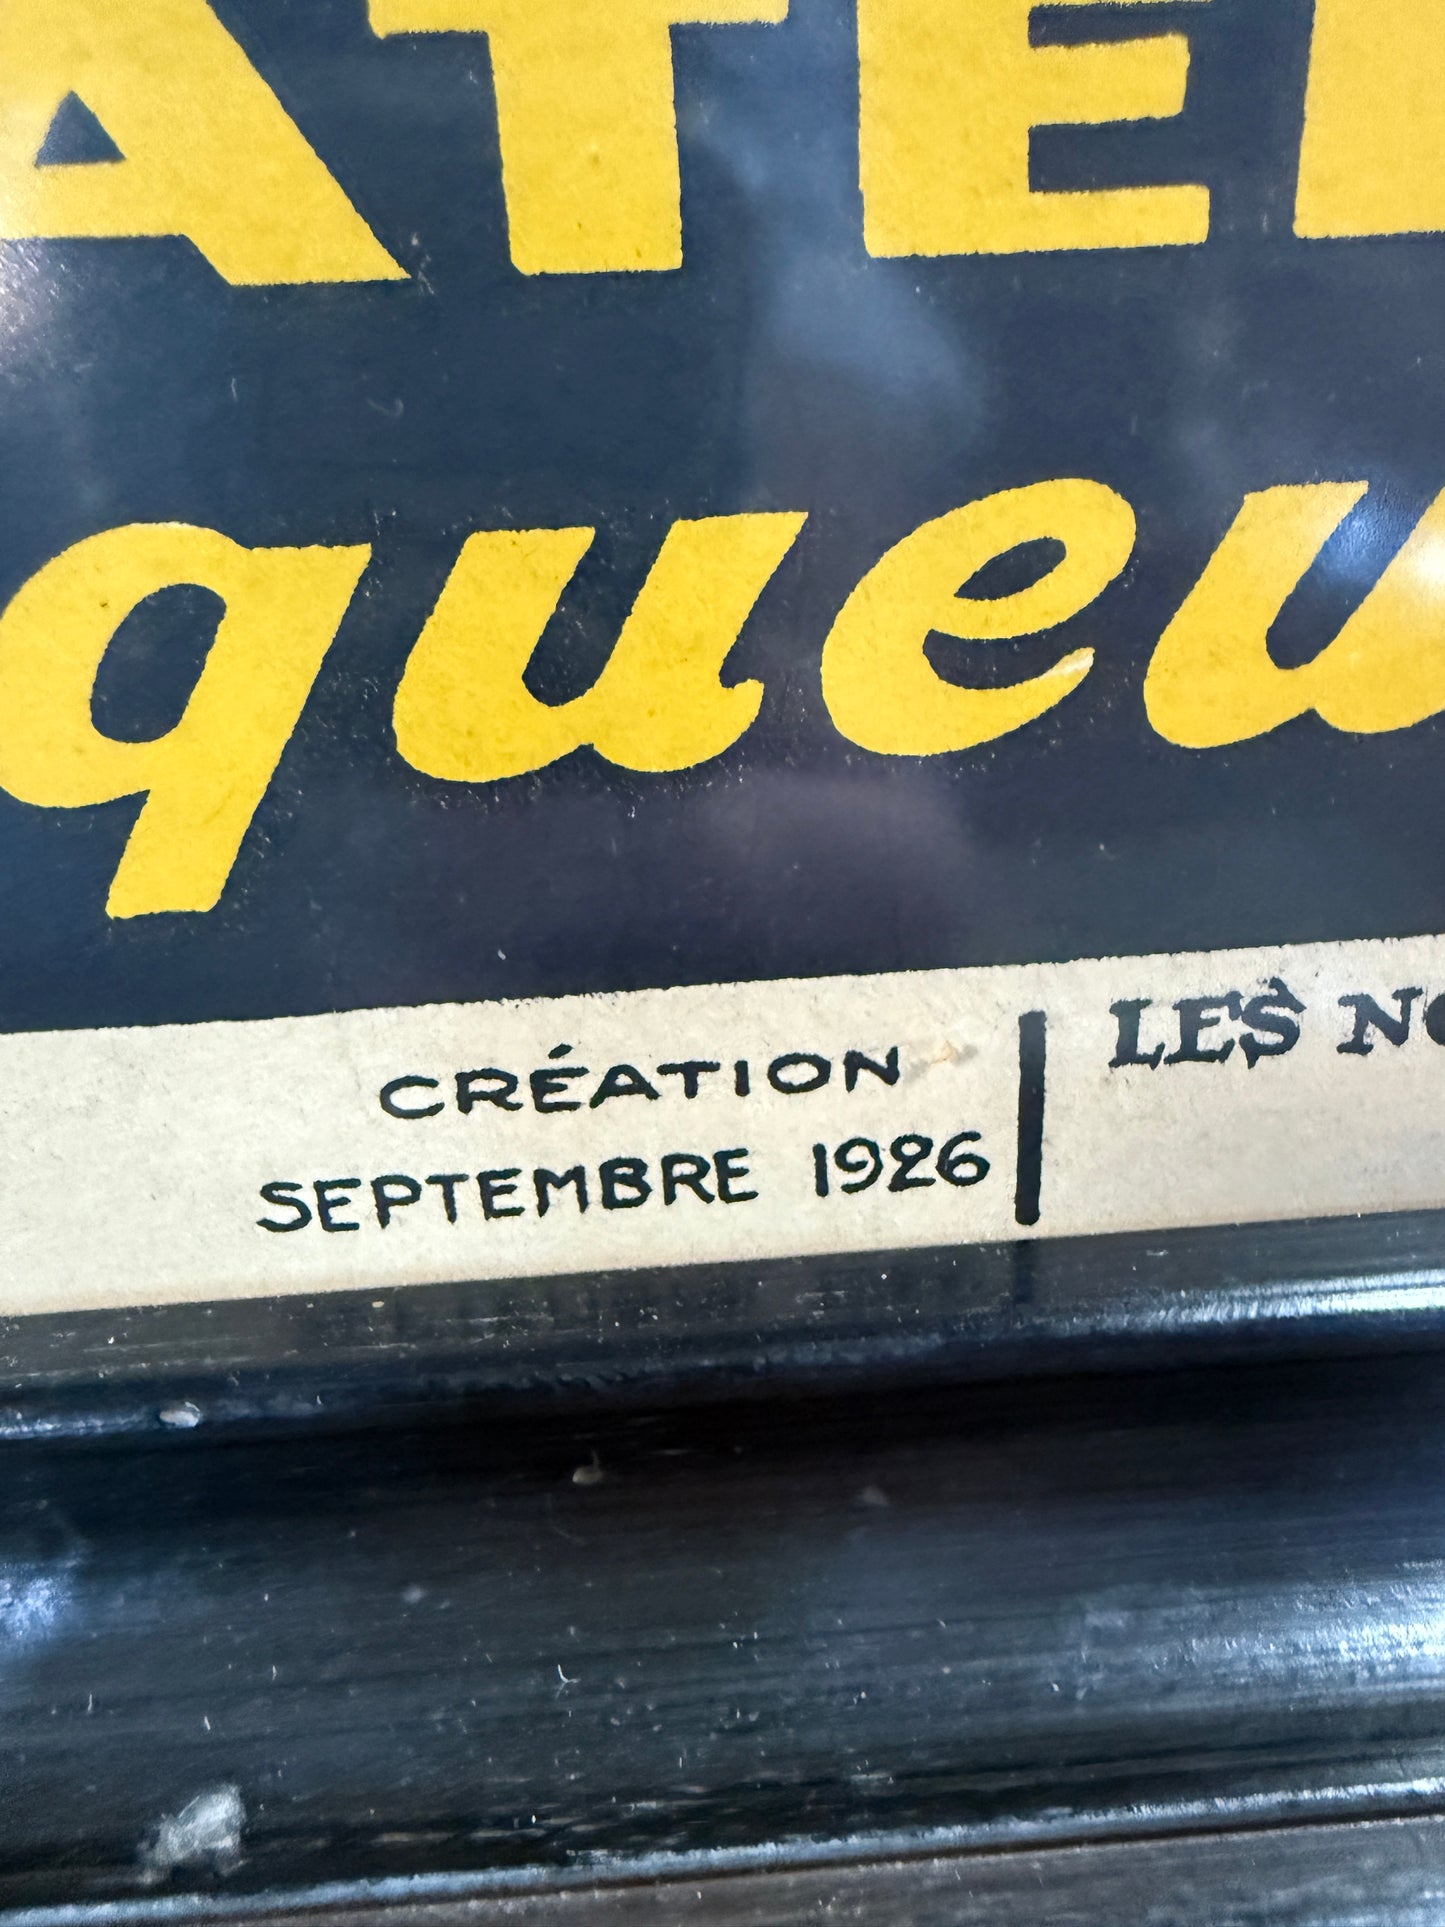 ATE
queu
CRÉATION
SEPTEMBRE 1926
LES